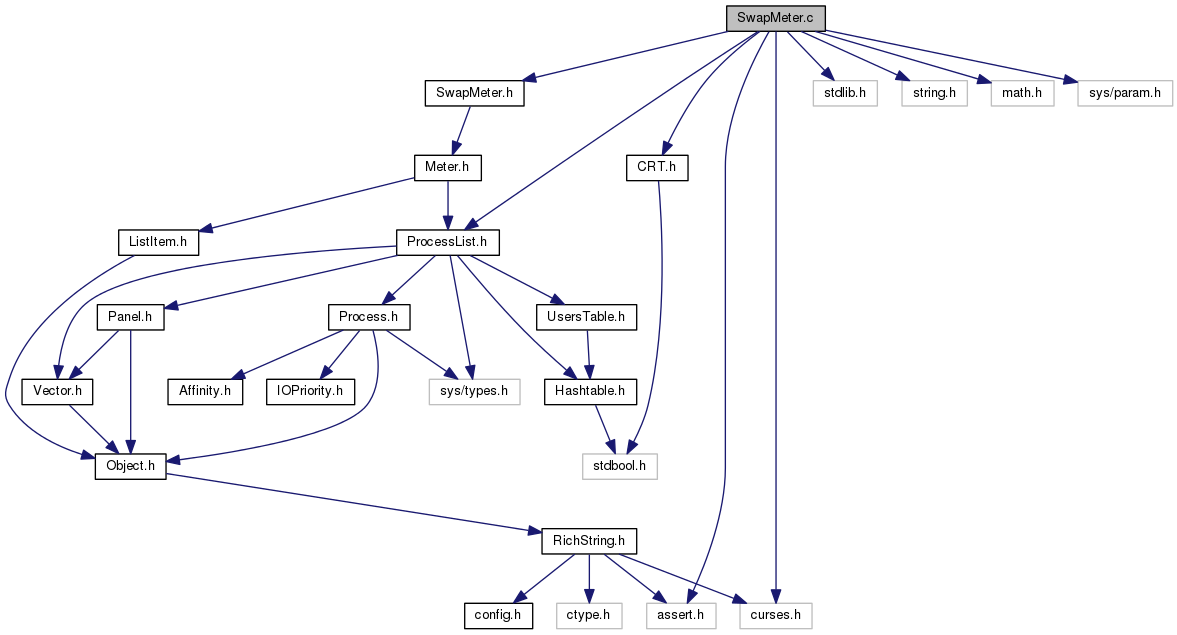 SwapMeter.c
SwapMeter.h
stdlib.h
string.h
math.h
sys/param.h
Meter.h
CRT.h
ListItem.h
ProcessList.h
Panel.h
Process.h
UsersTable.h
Vector.h
Affinity.h
IOPriority.h
sys/types.h
Hashtable.h
Object.h
stdbool.h
RichString.h
config.h
ctype.h
assert.h
curses.h